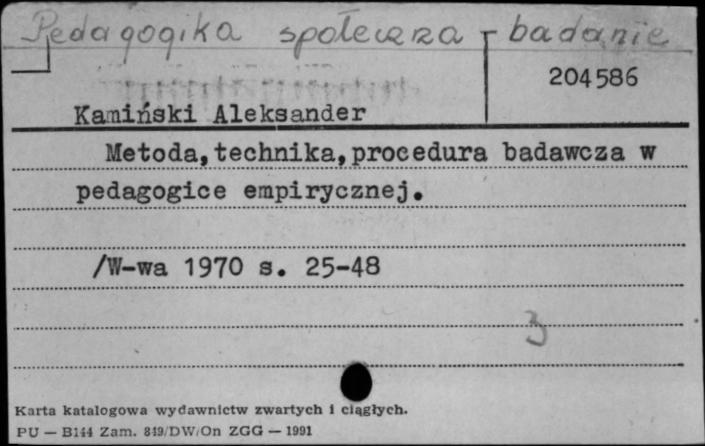 Pedagogika społeczna - badanie
204586
Kamiński Aleksander
Metoda,technika,procedura badawcza w
pedagogice empirycznej.
/W-wa 1970 s. 25-48
3
Karta katalogowa wydawnictw zwartych i ciągłych.
PU — B144 Zam. 849/DW/On ZGG — 1991